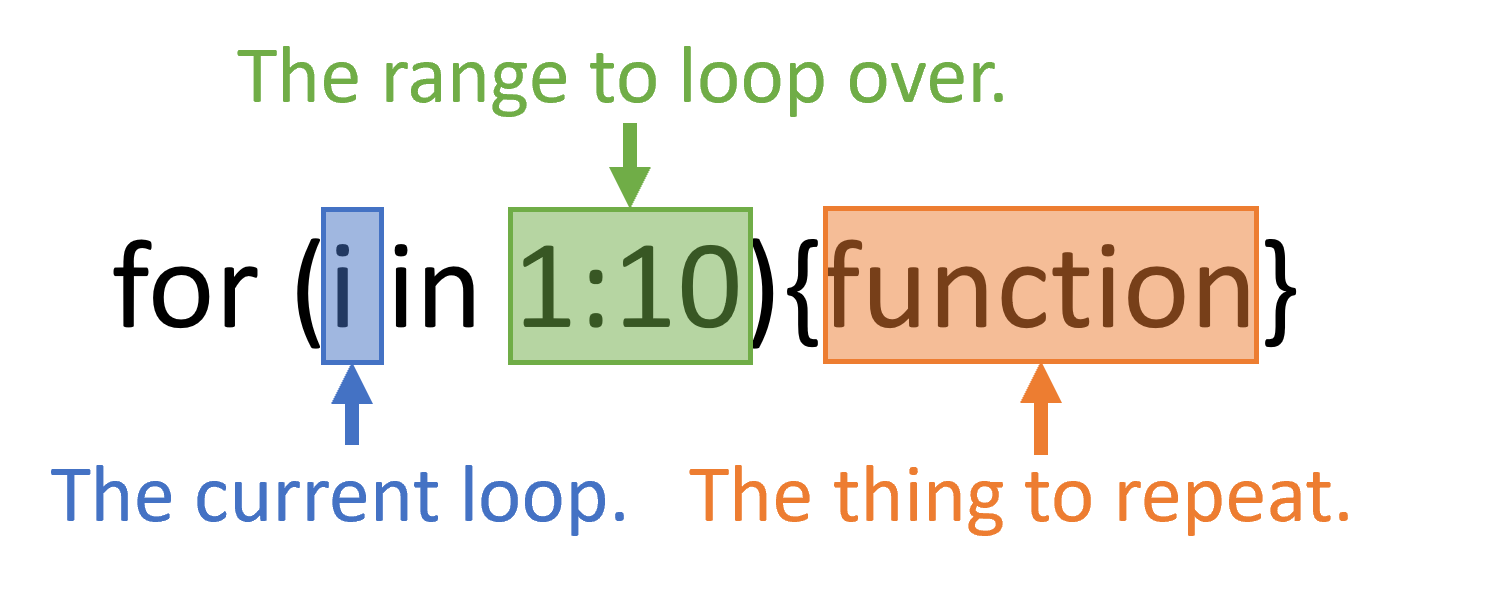 The range to loop over.
for (i in 1:10){function}
The current loop.
The thing to repeat.